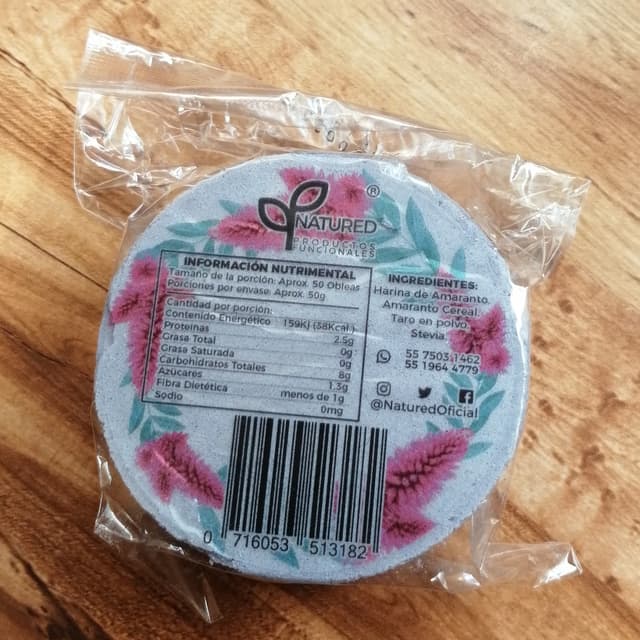 NATURED®
PRODUCTOS
FUNCIONALES
INFORMACIÓN NUTRIMENTAL
Tamaño de la porción: Aprox. 50 Obleas
Porciones por envase: Aprox. 50g
Cantidad por porción:
Contenido Energético 159Kj (38Kcal)
Proteinas 2.5g
Grasa Total 0g
Grasa Saturada 0g
Carbohidratos Totales 8g
Azúcares 1.3g
Fibra Dietética menos de 1g
Sodio 0mg
INGREDIENTES:
Harina de Amaranto.
Amaranto Cereal.
Taro en polvo.
Stevia.
55 7503 1462
55 1964 4779
@NaturedOficial
0 716053 513182